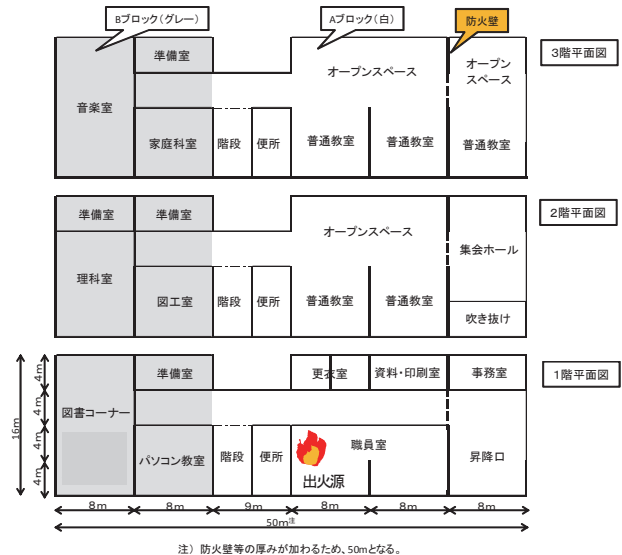 Bブロック(グレー)
Aブロック(白)
防火壁
3階平面図
準備室
オープンスペース
オープン
スペース
音楽室
家庭科室
階段
便所
普通教室
普通教室
普通教室
2階平面図
準備室
準備室
オープンスペース
集会ホール
理科室
図工室
階段
便所
普通教室
普通教室
吹き抜け
1階平面図
準備室
更衣室
資料・印刷室
事務室
図書コーナー
パソコン教室
階段
便所
職員室
昇降口
出火源
16m
4m
4m
4m
4m
8m
8m
9m
8m
8m
8m
50m注
注)防火壁等の厚みが加わるため、50mとなる。